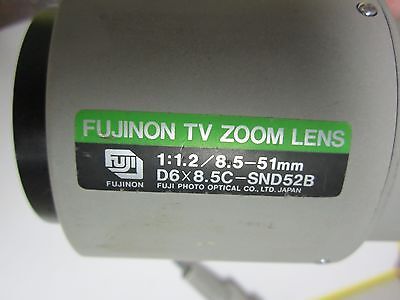 FUJINON TV ZOOM LENS
Fuji
FUJINON
1:1.2/8.5-51mm
D6×8.5C-SND52B
FUJI PHOTO OPTICAL CO., LTD. JAPAN